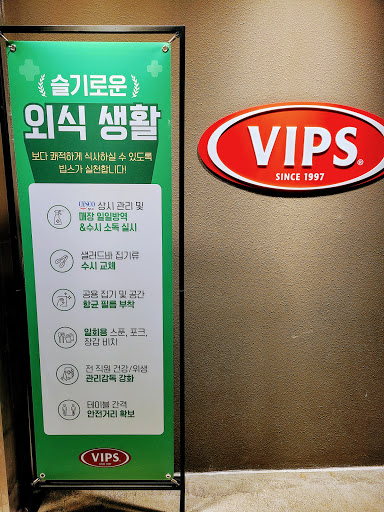 슬기로운
외식 생활
보다 쾌적하게 식사하실 수 있도록
빕스가 실천합니다!
CESCO 상시 관리 및
매장 일일방역
&수시 소독 실시
샐러드바 집기류
수시 교체
공용 집기 및 공간
항균 필름 부착
일회용 스푼, 포크,
장갑 비치
전 직원 건강/위생
관리감독 강화
테이블 간격
안전거리 확보
VIPS
VIPS®
SINCE 1997